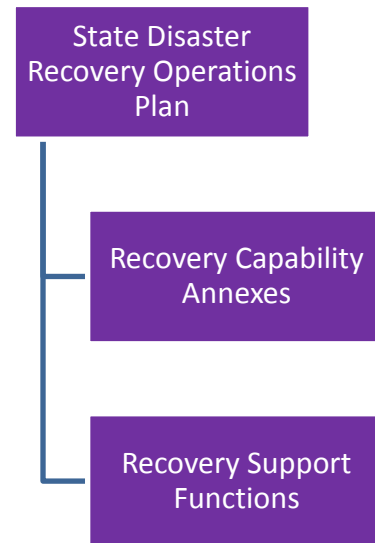 State Disaster
Recovery Operations
Plan
Recovery Capability
Annexes
Recovery Support
Functions